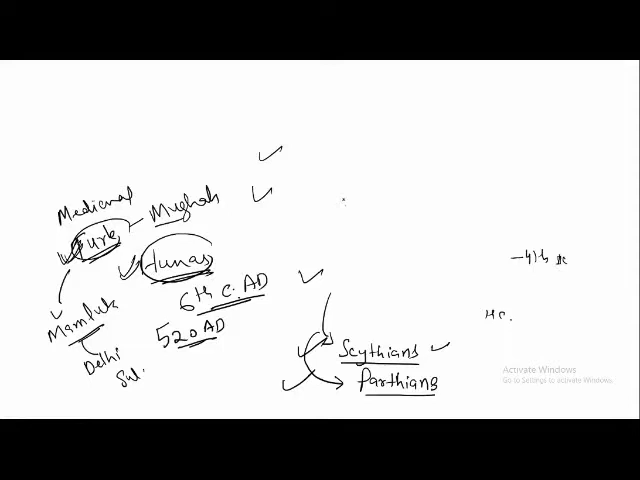 Medieval
Turk - Mughals
Hunas
6th c. AD
520 AD
Mamluk
Delhi
Sul.
Scythians
Parthians
-4th
H c.
Activate Windows
Go to Settings to activate Windows.